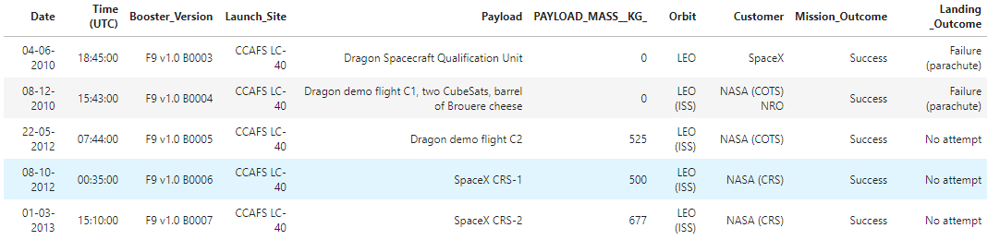 Date Time (UTC) Booster_Version Launch_Site Payload PAYLOAD_MASS__KG_ Orbit Customer Mission_Outcome Landing _Outcome
04-06-2010 18:45:00 F9 v1.0 B0003 CCAFS LC-40 Dragon Spacecraft Qualification Unit 0 LEO SpaceX Success Failure (parachute)
08-12-2010 15:43:00 F9 v1.0 B0004 CCAFS LC-40 Dragon demo flight C1, two CubeSats, barrel of Brouere cheese 0 LEO (ISS) NASA (COTS) NRO Success Failure (parachute)
22-05-2012 07:44:00 F9 v1.0 B0005 CCAFS LC-40 Dragon demo flight C2 525 LEO (ISS) NASA (COTS) Success No attempt
08-10-2012 00:35:00 F9 v1.0 B0006 CCAFS LC-40 SpaceX CRS-1 500 LEO (ISS) NASA (CRS) Success No attempt
01-03-2013 15:10:00 F9 v1.0 B0007 CCAFS LC-40 SpaceX CRS-2 677 LEO (ISS) NASA (CRS) Success No attempt